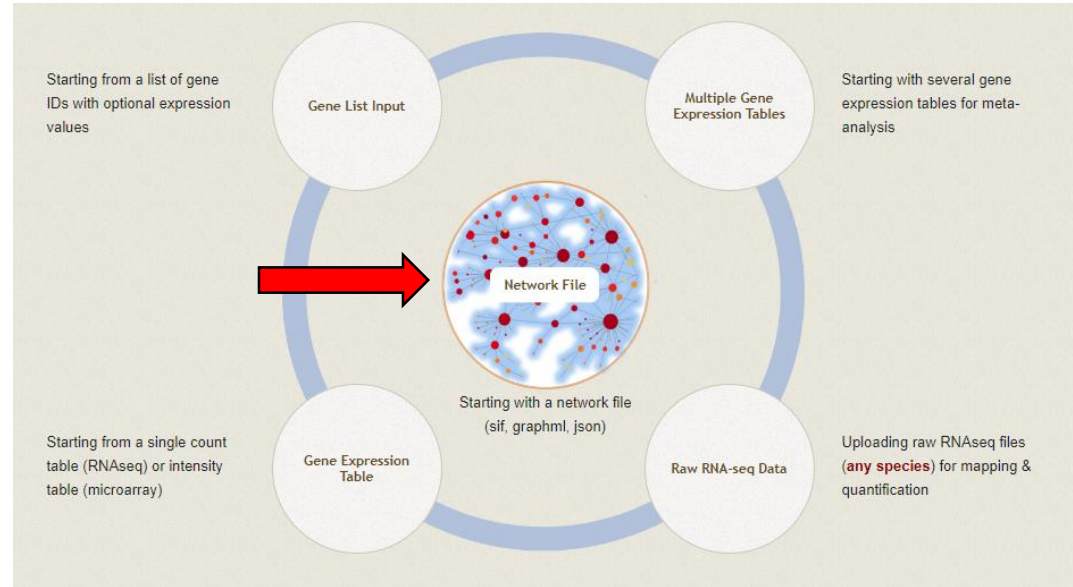 Starting from a list of gene
IDs with optional expression
values
Gene List Input
Multiple Gene
Expression Tables
Starting with several gene
expression tables for meta-
analysis
Network File
Starting with a network file
(sif, graphml, json)
Starting from a single count
table (RNAseq) or intensity
table (microarray)
Gene Expression
Table
Raw RNA-seq Data
Uploading raw RNAseq files
(any species) for mapping &
quantification